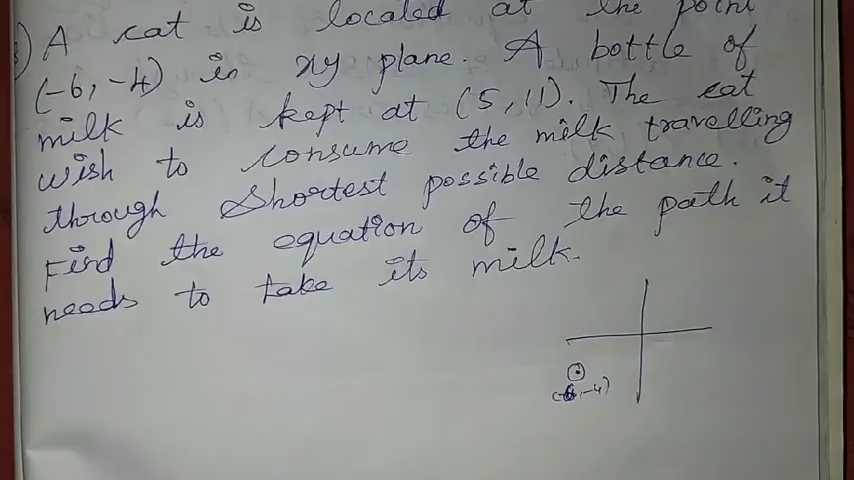 ) A cat is located at the point
(-6, -4) in xy plane. A bottle of
milk is kept at (5, 11). The cat
wish to consume the milk travelling
through shortest possible distance.
Find the equation of the path it
needs to take its milk.
(-6, -4)